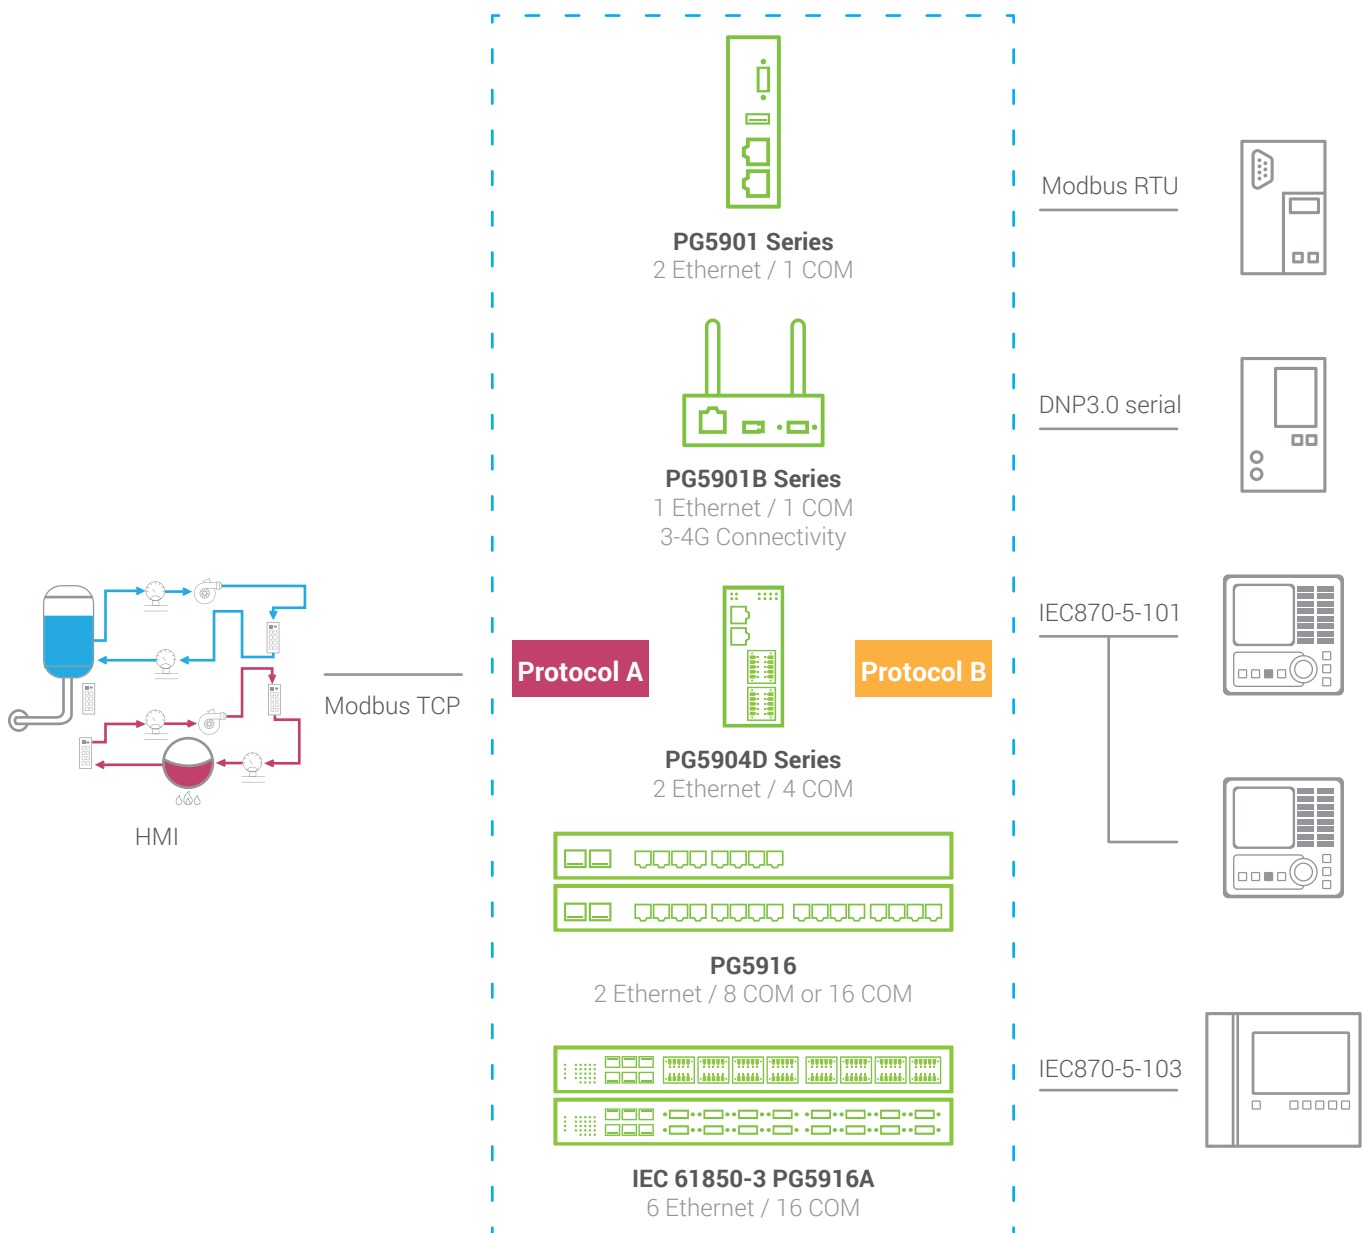 PG5901 Series
2 Ethernet / 1 COM
PG5901B Series
1 Ethernet / 1 COM
3-4G Connectivity
HMI
Modbus TCP
Protocol A
Protocol B
PG5904D Series
2 Ethernet / 4 COM
PG5916
2 Ethernet / 8 COM or 16 COM
IEC 61850-3 PG5916A
6 Ethernet / 16 COM
Modbus RTU
DNP3.0 serial
IEC870-5-101
IEC870-5-103